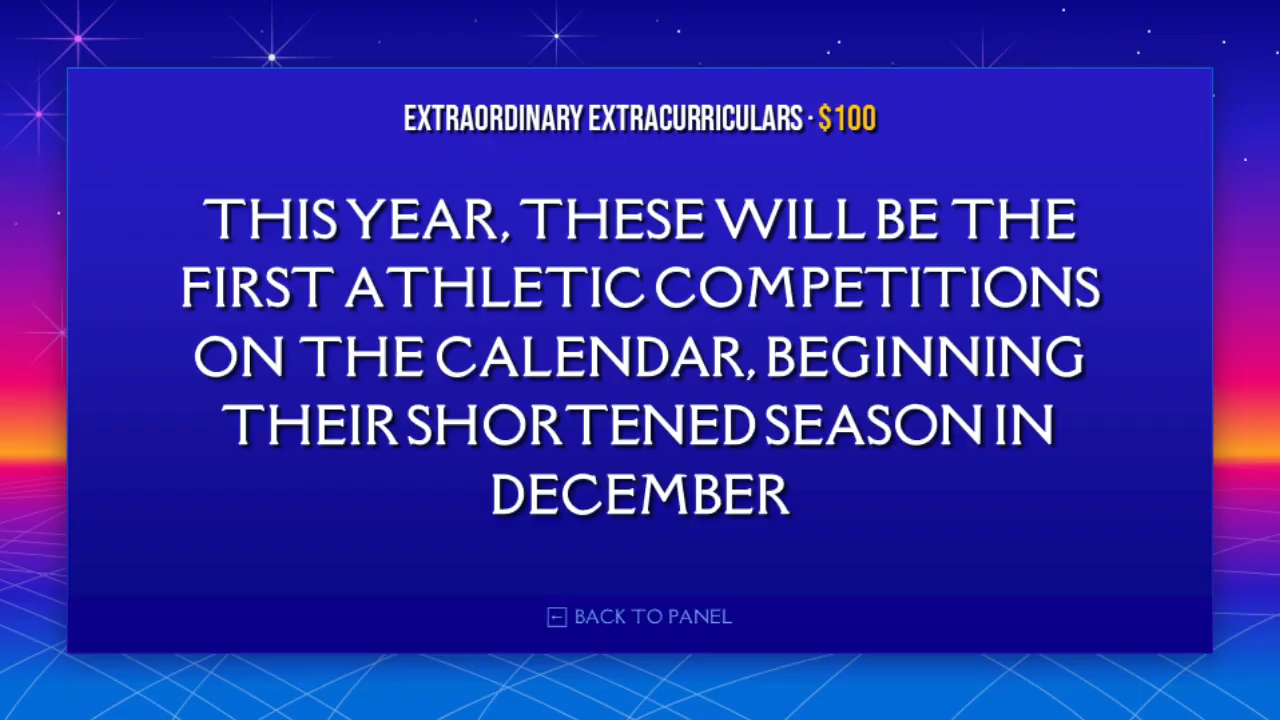 EXTRAORDINARY EXTRACURRICULARS · $100
THIS YEAR, THESE WILL BE THE
FIRST ATHLETIC COMPETITIONS
ON THE CALENDAR, BEGINNING
THEIR SHORTENED SEASON IN
DECEMBER
← BACK TO PANEL